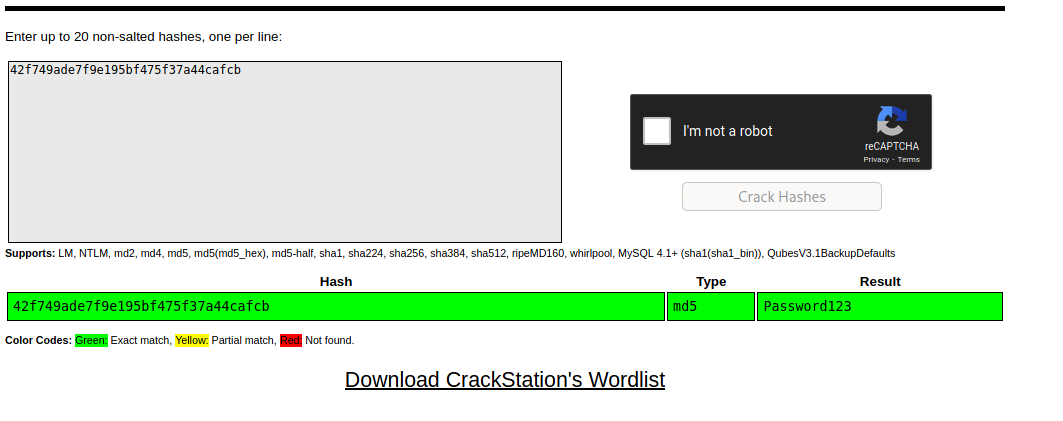 Enter up to 20 non-salted hashes, one per line:
42f749ade7f9e195bf475f37a44cafcb
I'm not a robot
reCAPTCHA
Privacy - Terms
Crack Hashes
Supports: LM, NTLM, md2, md4, md5, md5(md5_hex), md5-half, sha1, sha224, sha256, sha384, sha512, ripeMD160, whirlpool, MySQL 4.1+ (sha1(sha1_bin)), QubesV3.1BackupDefaults
Hash Type Result
42f749ade7f9e195bf475f37a44cafcb md5 Password123
Color Codes: Green: Exact match, Yellow: Partial match, Red: Not found.
Download CrackStation's Wordlist